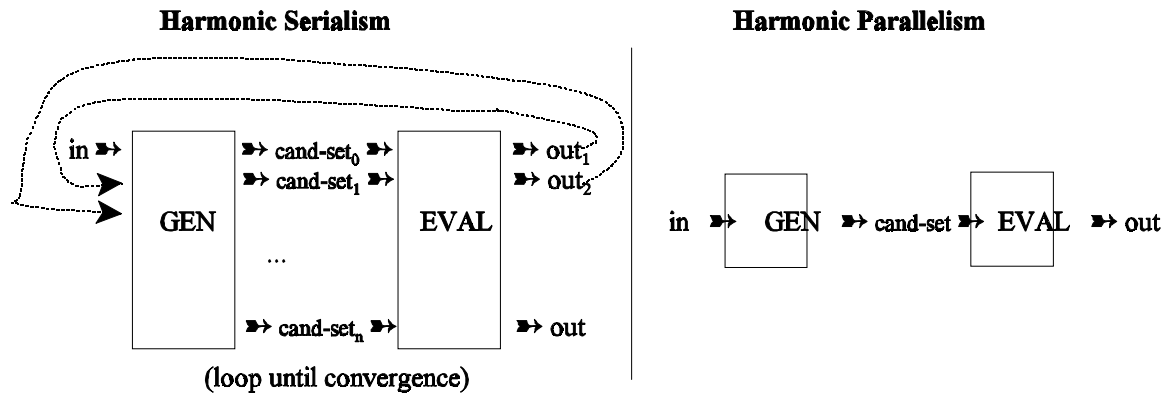 Harmonic Serialism
Harmonic Parallelism
in cand-set₀ out₁
cand-set₁ out₂
GEN EVAL
...
cand-setₙ out
(loop until convergence)
in GEN cand-set EVAL out